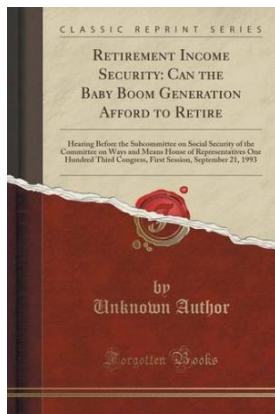 CLASSIC REPRINT SERIES
RETIREMENT INCOME
SECURITY: CAN THE
BABY BOOM GENERATION
AFFORD TO RETIRE
Hearing Before the Subcommittee on Social Security of the
Committee on Ways and Means House of Representatives One
Hundred Third Congress, First Session, September 21, 1993
by
Unknown Author
Forgotten Books